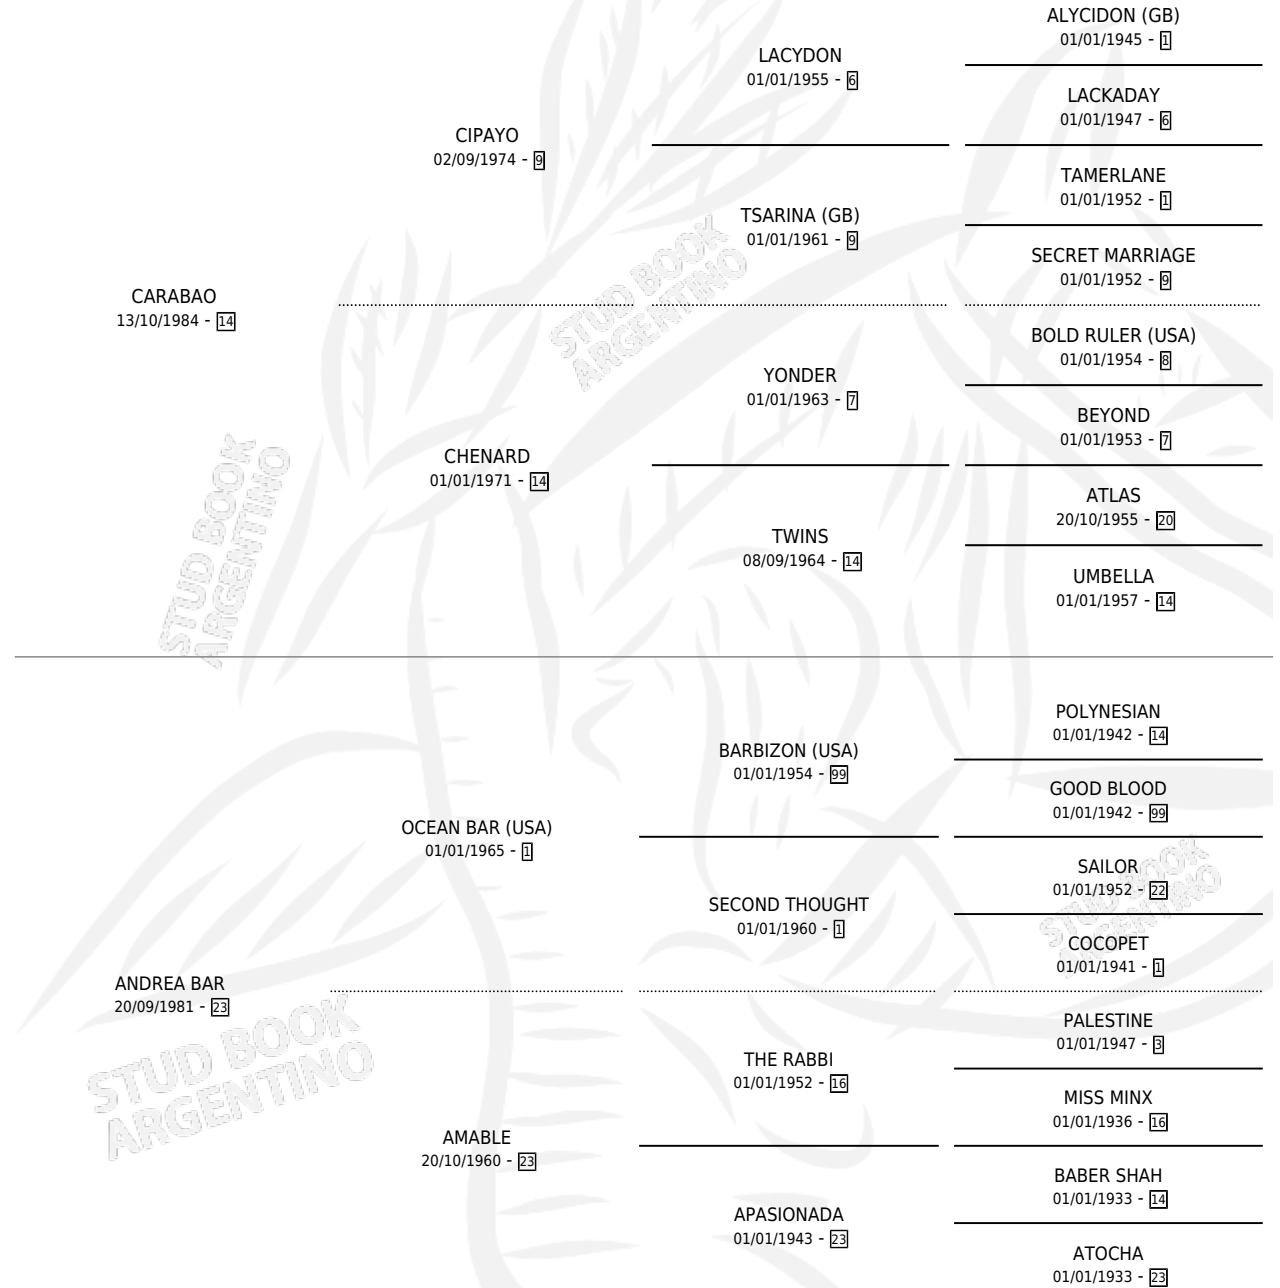 ALYCIDON (GB)
01/01/1945 - 1
LACYDON
01/01/1955 - 6
LACKADAY
01/01/1947 - 6
CIPAYO
02/09/1974 - 9
TAMERLANE
01/01/1952 - 1
TSARINA (GB)
01/01/1961 - 9
SECRET MARRIAGE
01/01/1952 - 9
CARABAO
13/10/1984 - 14
BOLD RULER (USA)
01/01/1954 - 8
YONDER
01/01/1963 - 7
BEYOND
01/01/1953 - 7
CHENARD
01/01/1971 - 14
ATLAS
20/10/1955 - 20
TWINS
08/09/1964 - 14
UMBELLA
01/01/1957 - 14
POLYNESIAN
01/01/1942 - 14
BARBIZON (USA)
01/01/1954 - 99
GOOD BLOOD
01/01/1942 - 99
OCEAN BAR (USA)
01/01/1965 - 1
SAILOR
01/01/1952 - 22
SECOND THOUGHT
01/01/1960 - 1
COCOPET
01/01/1941 - 1
ANDREA BAR
20/09/1981 - 23
PALESTINE
01/01/1947 - 3
THE RABBI
01/01/1952 - 16
MISS MINX
01/01/1936 - 16
AMABLE
20/10/1960 - 23
BABER SHAH
01/01/1933 - 14
APASIONADA
01/01/1943 - 23
ATOCHA
01/01/1933 - 23
STUD BOOK
ARGENTINO
STUD BOOK
ARGENTINO
STUD BOOK
ARGENTINO
STUD BOOK
ARGENTINO